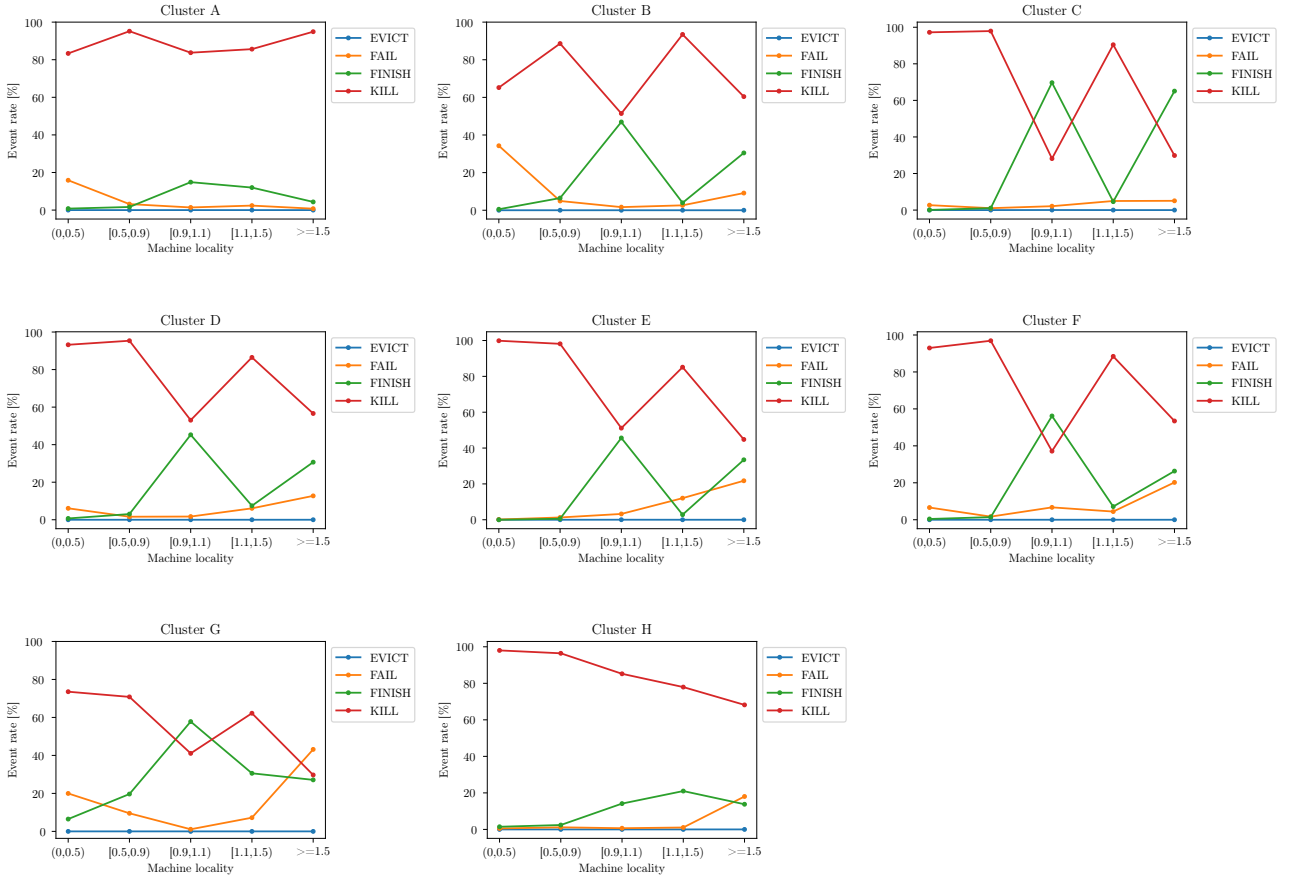 Cluster A
100
80
60
40
20
0
Event rate [%]
(0,0.5)
[0.5,0.9)
[0.9,1.1)
[1.1,1.5)
>=1.5
Machine locality
EVICT
FAIL
FINISH
KILL
Cluster B
100
80
60
40
20
0
Event rate [%]
(0,0.5)
[0.5,0.9)
[0.9,1.1)
[1.1,1.5)
>=1.5
Machine locality
EVICT
FAIL
FINISH
KILL
Cluster C
100
80
60
40
20
0
Event rate [%]
(0,0.5)
[0.5,0.9)
[0.9,1.1)
[1.1,1.5)
>=1.5
Machine locality
EVICT
FAIL
FINISH
KILL
Cluster D
100
80
60
40
20
0
Event rate [%]
(0,0.5)
[0.5,0.9)
[0.9,1.1)
[1.1,1.5)
>=1.5
Machine locality
EVICT
FAIL
FINISH
KILL
Cluster E
100
80
60
40
20
0
Event rate [%]
(0,0.5)
[0.5,0.9)
[0.9,1.1)
[1.1,1.5)
>=1.5
Machine locality
EVICT
FAIL
FINISH
KILL
Cluster F
100
80
60
40
20
0
Event rate [%]
(0,0.5)
[0.5,0.9)
[0.9,1.1)
[1.1,1.5)
>=1.5
Machine locality
EVICT
FAIL
FINISH
KILL
Cluster G
100
80
60
40
20
0
Event rate [%]
(0,0.5)
[0.5,0.9)
[0.9,1.1)
[1.1,1.5)
>=1.5
Machine locality
EVICT
FAIL
FINISH
KILL
Cluster H
100
80
60
40
20
0
Event rate [%]
(0,0.5)
[0.5,0.9)
[0.9,1.1)
[1.1,1.5)
>=1.5
Machine locality
EVICT
FAIL
FINISH
KILL